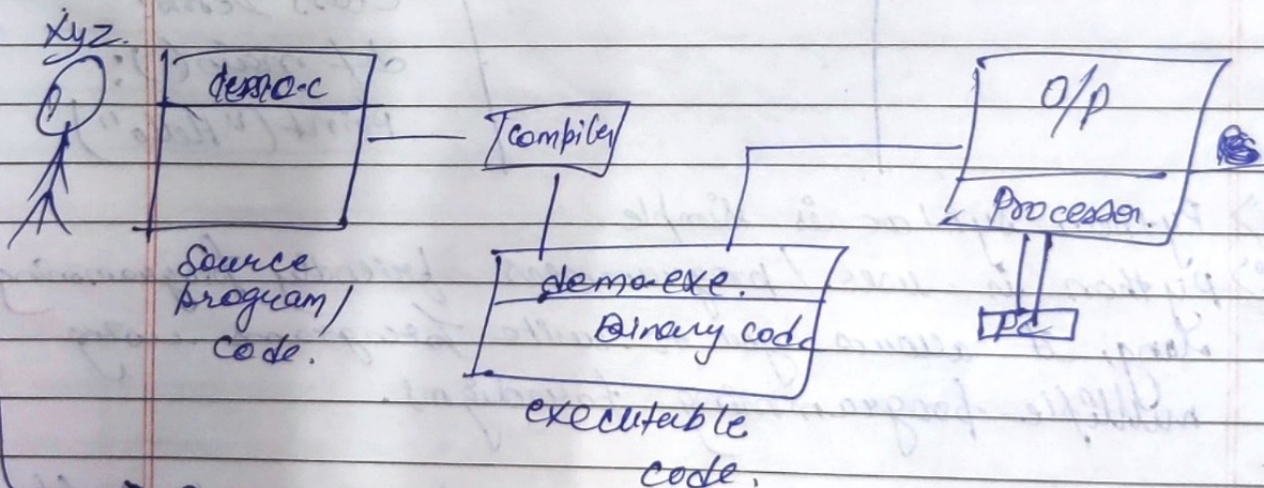 xyz.
demo.c
Source
program/
code.
compiler
demo.exe.
Binary code
executable
code.
O/P
Processor.
PC